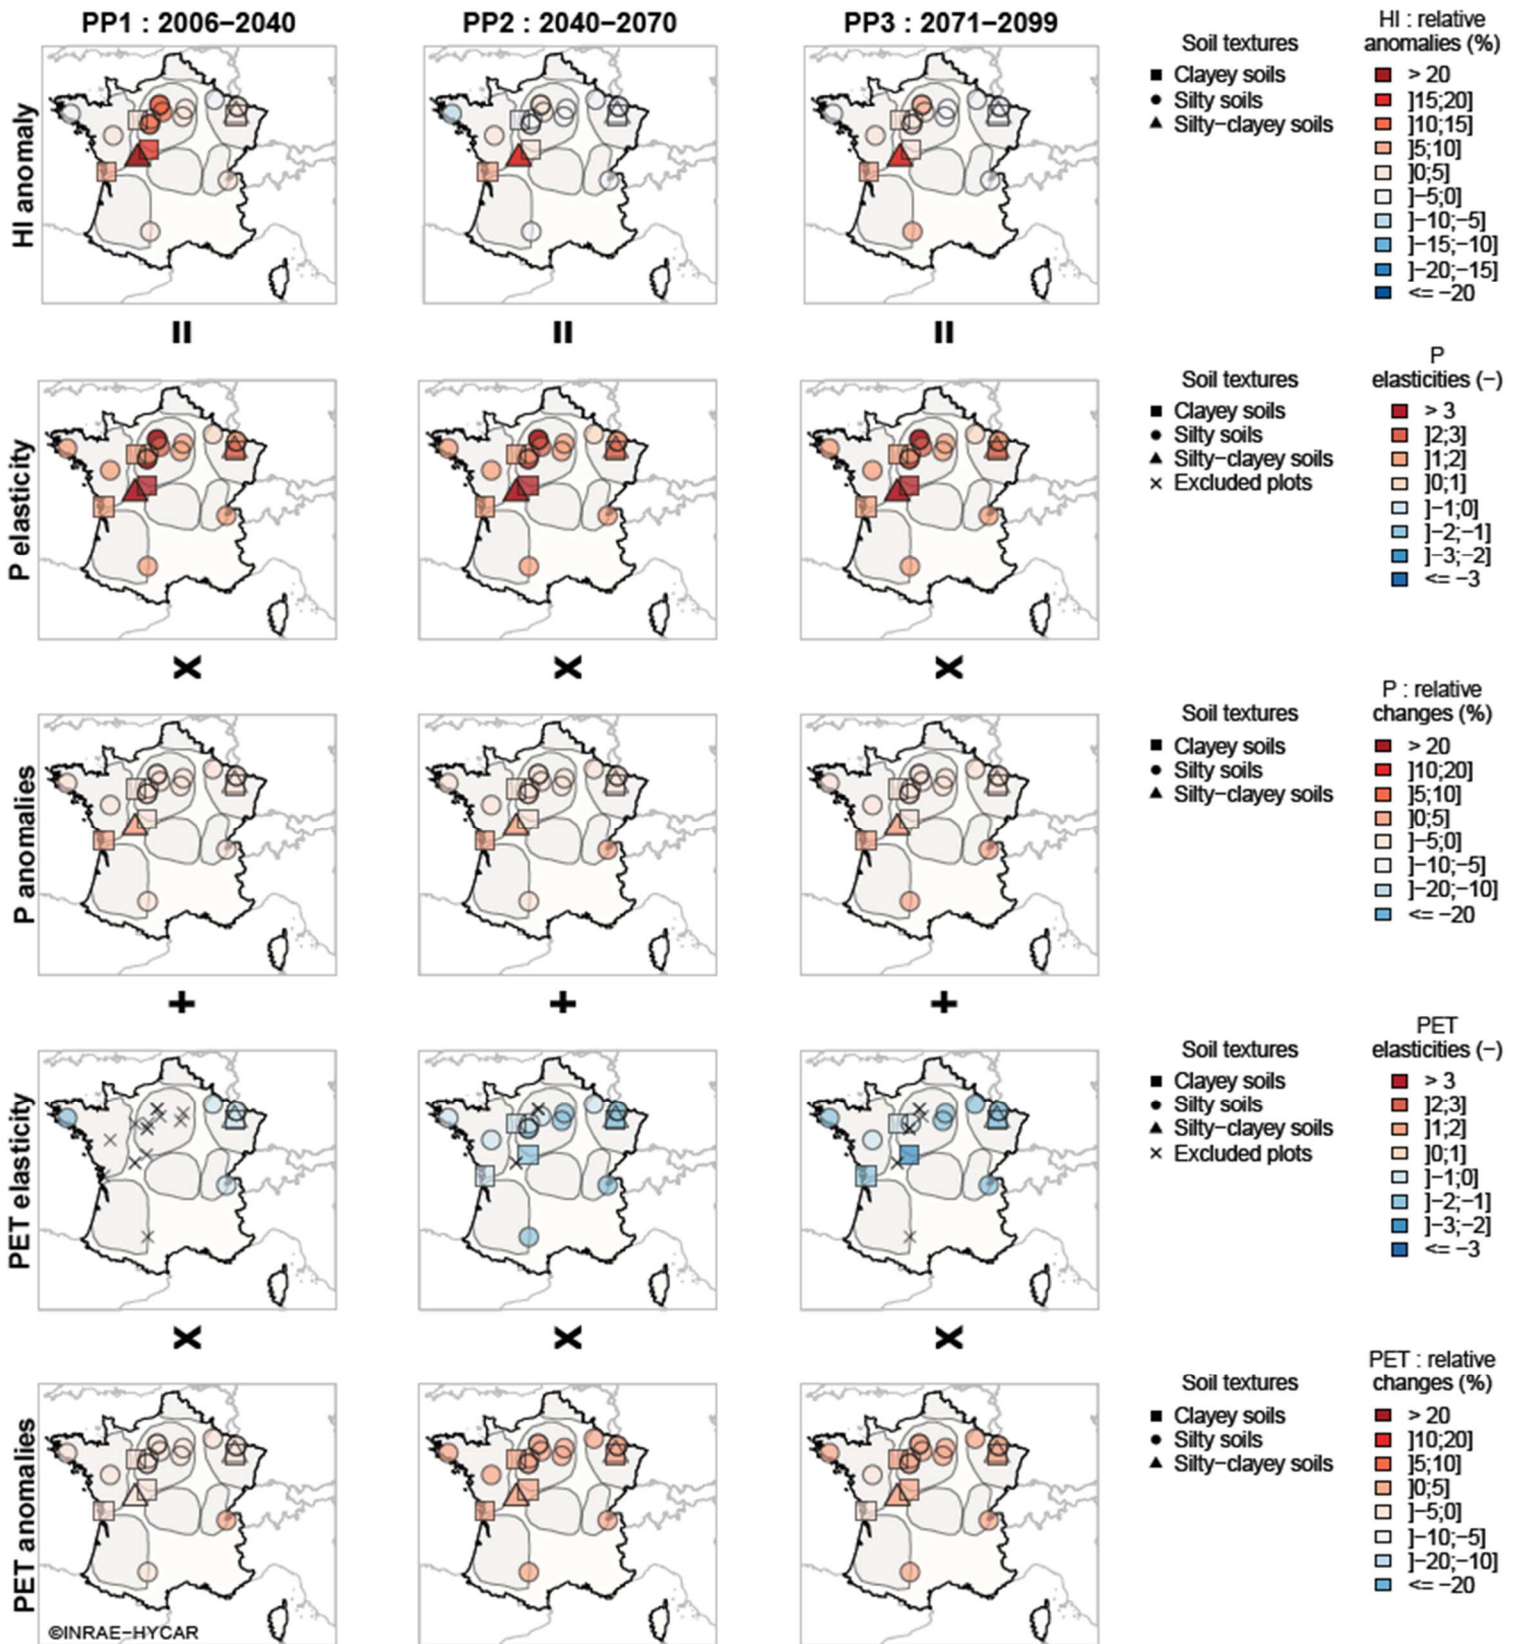 PP1 : 2006−2040
PP2 : 2040−2070
PP3 : 2071−2099
HI anomaly
Soil textures
Clayey soils
Silty soils
Silty−clayey soils
HI : relative
anomalies (%)
> 20
]15;20]
]10;15]
]5;10]
]0;5]
]−5;0]
]−10;−5]
]−15;−10]
]−20;−15]
<= −20
=
=
=
P elasticity
Soil textures
Clayey soils
Silty soils
Silty−clayey soils
Excluded plots
P
elasticities (−)
> 3
]2;3]
]1;2]
]0;1]
]−1;0]
]−2;−1]
]−3;−2]
<= −3
x
x
x
P anomalies
Soil textures
Clayey soils
Silty soils
Silty−clayey soils
P : relative
changes (%)
> 20
]10;20]
]5;10]
]0;5]
]−5;0]
]−10;−5]
]−20;−10]
<= −20
+
+
+
PET elasticity
Soil textures
Clayey soils
Silty soils
Silty−clayey soils
Excluded plots
PET
elasticities (−)
> 3
]2;3]
]1;2]
]0;1]
]−1;0]
]−2;−1]
]−3;−2]
<= −3
x
x
x
PET anomalies
Soil textures
Clayey soils
Silty soils
Silty−clayey soils
PET : relative
changes (%)
> 20
]10;20]
]5;10]
]0;5]
]−5;0]
]−10;−5]
]−20;−10]
<= −20
©INRAE−HYCAR